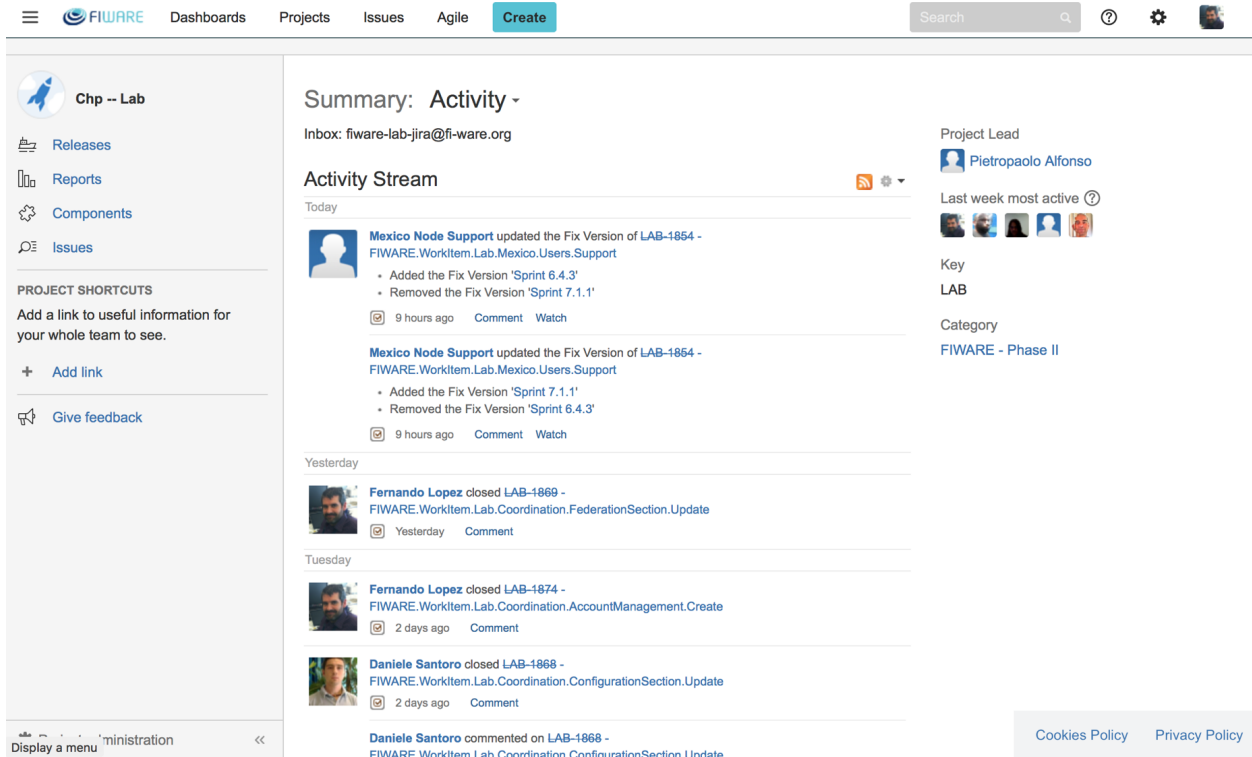 FIWARE Dashboards Projects Issues Agile Create Search
Chp -- Lab
Releases
Reports
Components
Issues
PROJECT SHORTCUTS
Add a link to useful information for
your whole team to see.
+ Add link
Give feedback
ministration «
Display a menu
Summary: Activity
Inbox: fiware-lab-jira@fi-ware.org
Activity Stream
Today
Mexico Node Support updated the Fix Version of LAB-1854 -
FIWARE.WorkItem.Lab.Mexico.Users.Support
• Added the Fix Version 'Sprint 6.4.3'
• Removed the Fix Version 'Sprint 7.1.1'
9 hours ago Comment Watch
Mexico Node Support updated the Fix Version of LAB-1854 -
FIWARE.WorkItem.Lab.Mexico.Users.Support
• Added the Fix Version 'Sprint 7.1.1'
• Removed the Fix Version 'Sprint 6.4.3'
9 hours ago Comment Watch
Yesterday
Fernando Lopez closed LAB-1869 -
FIWARE.WorkItem.Lab.Coordination.FederationSection.Update
Yesterday Comment
Tuesday
Fernando Lopez closed LAB-1874 -
FIWARE.WorkItem.Lab.Coordination.AccountManagement.Create
2 days ago Comment
Daniele Santoro closed LAB-1868 -
FIWARE.WorkItem.Lab.Coordination.ConfigurationSection.Update
2 days ago Comment
Daniele Santoro commented on LAB-1868 -
FIWARE.WorkItem.Lab.Coordination.ConfigurationSection.Update
Project Lead
Pietropaolo Alfonso
Last week most active
Key
LAB
Category
FIWARE - Phase II
Cookies Policy Privacy Policy